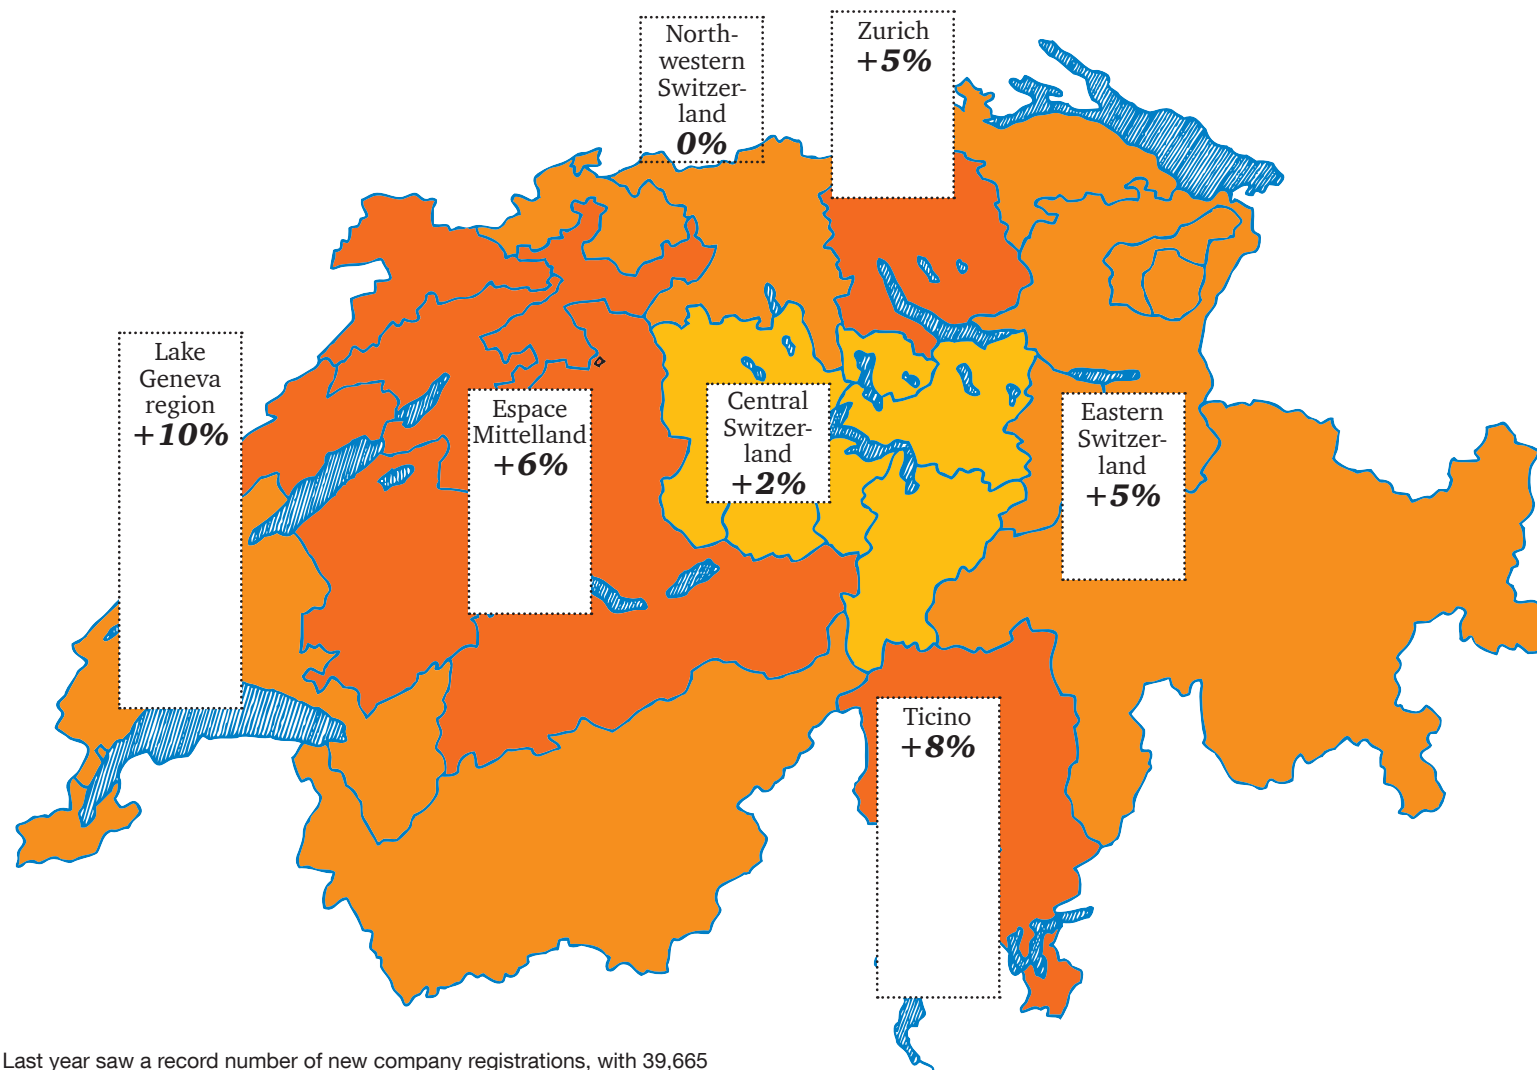 North-
western
Switzer-
land
0%
Zurich
+5%
Lake
Geneva
region
+10%
Espace
Mittelland
+6%
Central
Switzer-
land
+2%
Eastern
Switzer-
land
+5%
Ticino
+8%
Last year saw a record number of new company registrations, with 39,665